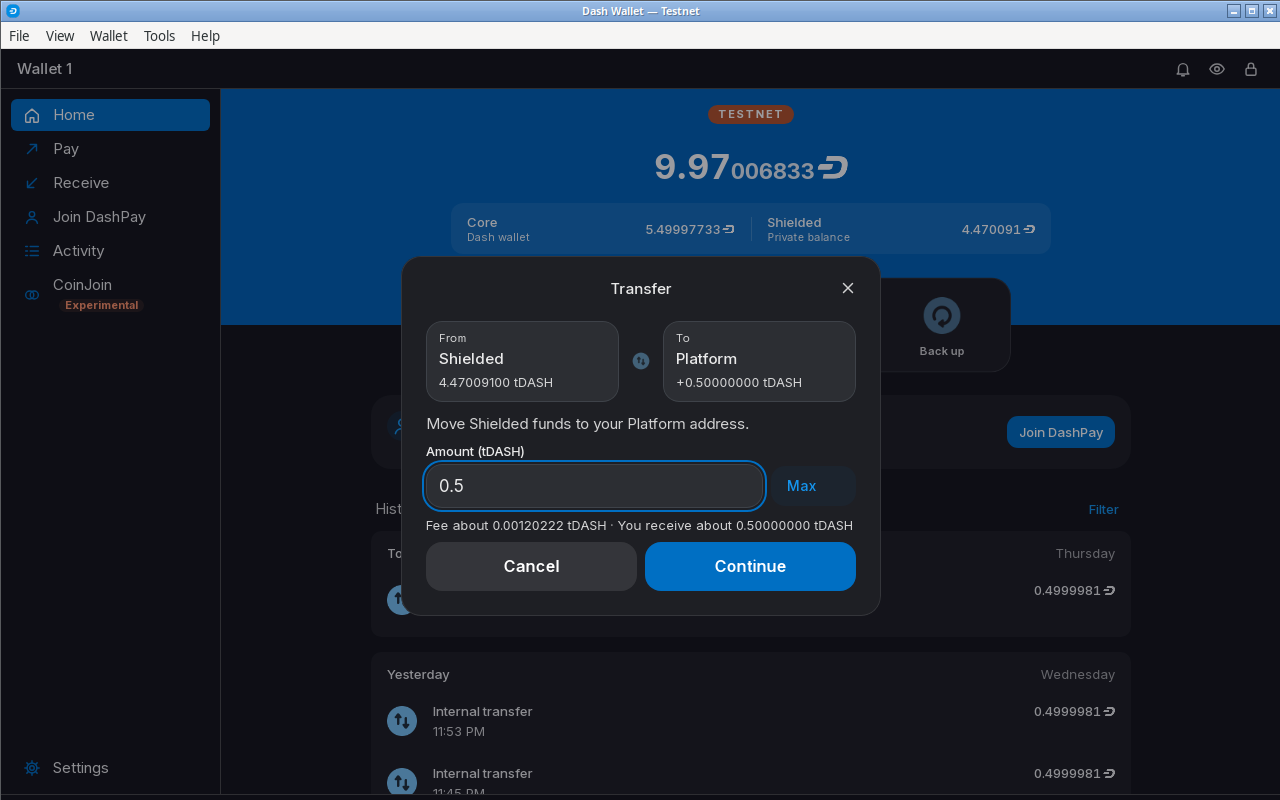 Dash Wallet — Testnet
File View Wallet Tools Help
Wallet 1
Home
Pay
Receive
Join DashPay
Activity
CoinJoin
Experimental
Settings
TESTNET
9.97006833
Core
Dash wallet
5.49997733
Shielded
Private balance
4.470091
Back up
Join DashPay
Transfer
From
Shielded
4.47009100 tDASH
To
Platform
+0.50000000 tDASH
Move Shielded funds to your Platform address.
Amount (tDASH)
0.5
Max
Fee about 0.00120222 tDASH · You receive about 0.50000000 tDASH
Cancel
Continue
Filter
Thursday
0.4999981
Yesterday
Wednesday
Internal transfer
11:53 PM
0.4999981
Internal transfer
11:45 PM
0.4999981